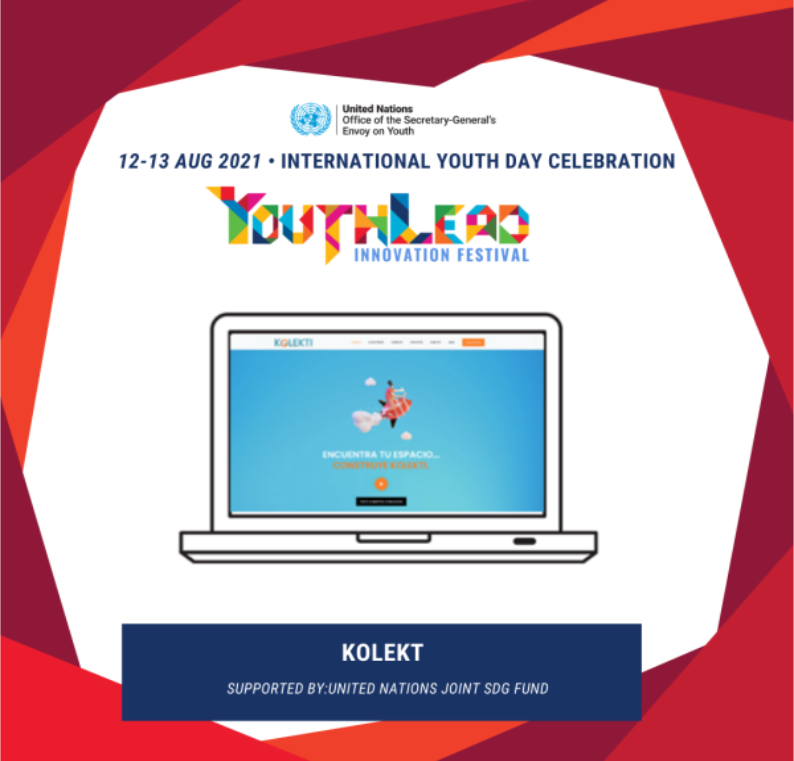 United Nations
Office of the Secretary-General's
Envoy on Youth
12-13 AUG 2021 • INTERNATIONAL YOUTH DAY CELEBRATION
YOUTHLEAD
INNOVATION FESTIVAL
KOLEKTI
ENCUENTRA TU ESPACIO...
CONSTRUYE KOLEKTI.
KOLEKT
SUPPORTED BY:UNITED NATIONS JOINT SDG FUND